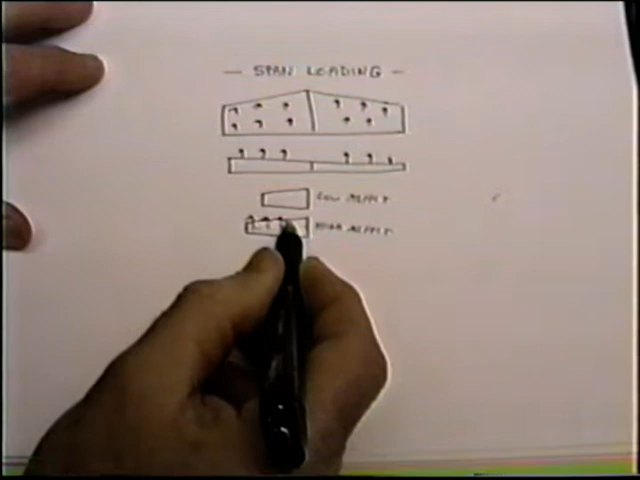 — SPAN LOADING —
LOW ASPECT
HIGH ASPECT